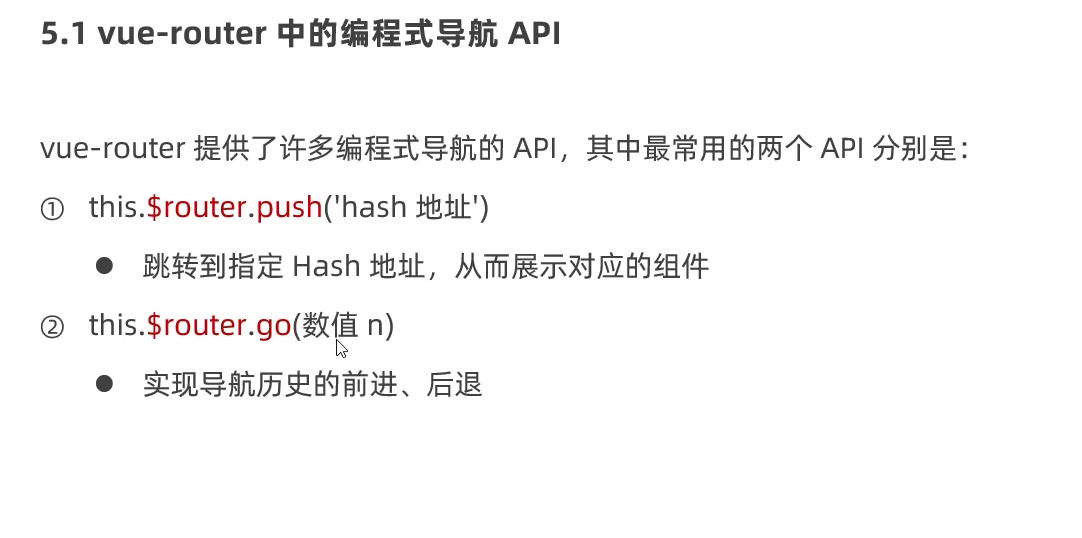 5.1 vue-router 中的编程式导航 API
vue-router 提供了许多编程式导航的 API，其中最常用的两个 API 分别是：
① this.$router.push('hash 地址')
● 跳转到指定 Hash 地址，从而展示对应的组件
② this.$router.go(数值 n)
● 实现导航历史的前进、后退